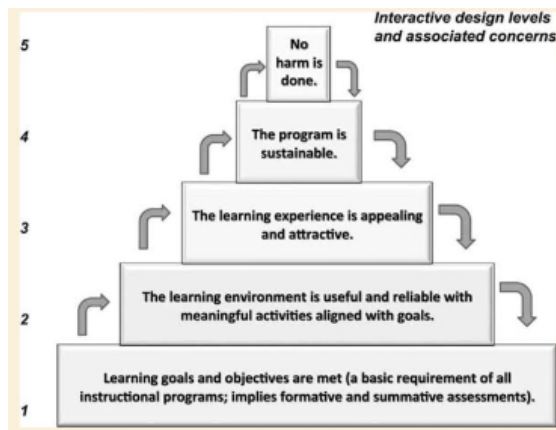 Interactive design levels
and associated concerns
5
No
harm is
done.
4
The program is
sustainable.
3
The learning experience is appealing
and attractive.
2
The learning environment is useful and reliable with
meaningful activities aligned with goals.
1
Learning goals and objectives are met (a basic requirement of all
instructional programs; implies formative and summative assessments).